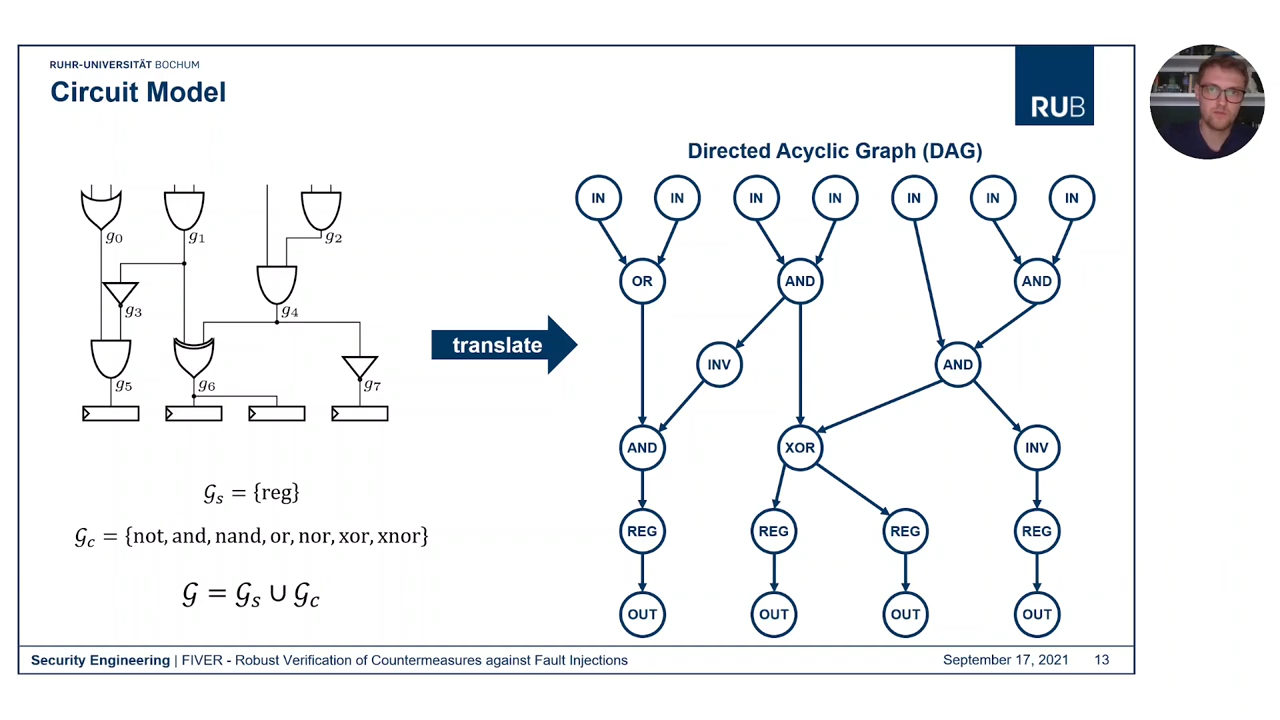 RUHR-UNIVERSITÄT BOCHUM
Circuit Model
RUB
Directed Acyclic Graph (DAG)
IN IN IN IN IN IN IN
g0 g1 g2
OR AND AND
g3 g4
translate
INV AND
g5 g6 g7
AND XOR INV
𝒢s = {reg}
REG REG REG REG
𝒢c = {not, and, nand, or, nor, xor, xnor}
𝒢 = 𝒢s ∪ 𝒢c
OUT OUT OUT OUT
Security Engineering | FIVER - Robust Verification of Countermeasures against Fault Injections
September 17, 2021 13